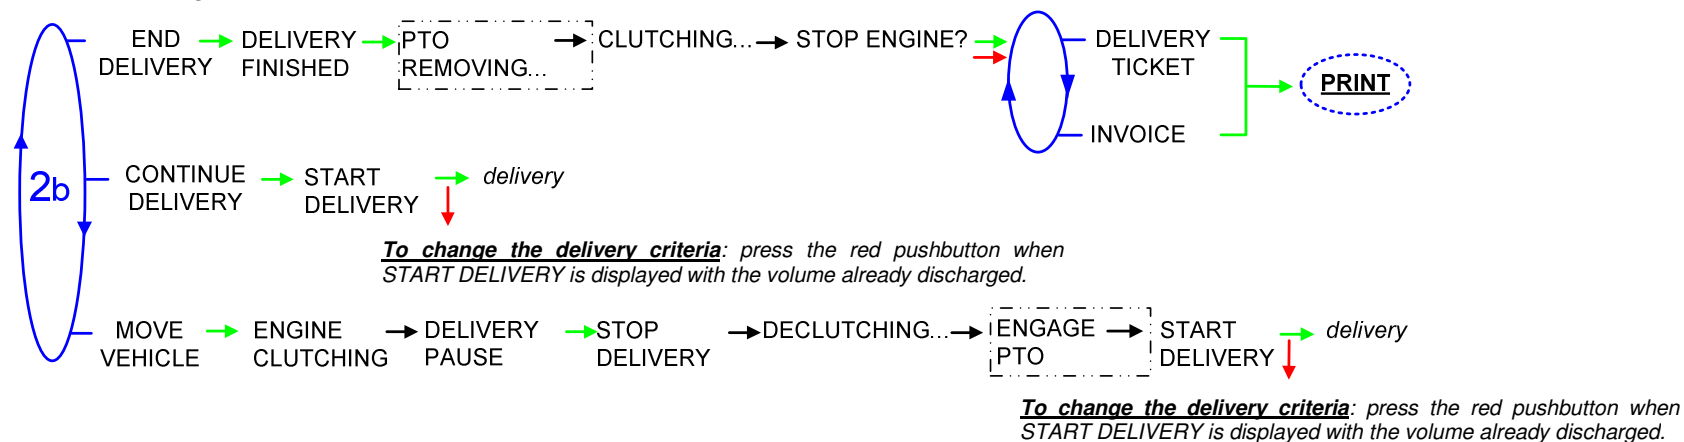 END DELIVERY
DELIVERY FINISHED
PTO REMOVING...
CLUTCHING...
STOP ENGINE?
DELIVERY TICKET
INVOICE
PRINT
2b
CONTINUE DELIVERY
START DELIVERY
delivery
To change the delivery criteria: press the red pushbutton when
START DELIVERY is displayed with the volume already discharged.
MOVE VEHICLE
ENGINE CLUTCHING
DELIVERY PAUSE
STOP DELIVERY
DECLUTCHING...
ENGAGE PTO
START DELIVERY
delivery
To change the delivery criteria: press the red pushbutton when
START DELIVERY is displayed with the volume already discharged.